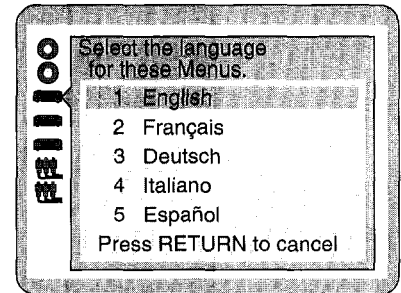 Select the language
for these Menus.
1 English
2 Français
3 Deutsch
4 Italiano
5 Español
Press RETURN to cancel